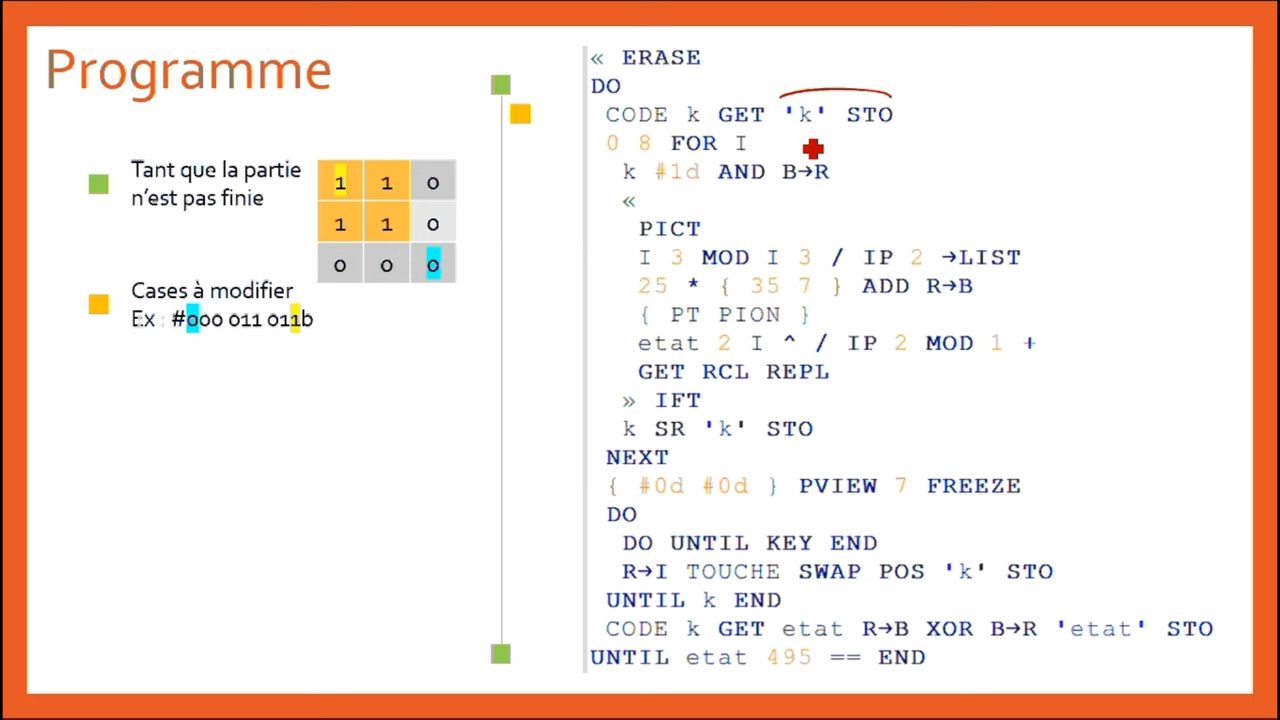 Programme
Tant que la partie
n'est pas finie
1 1 0
1 1 0
0 0 0
Cases à modifier
Ex : #000 011 011b
« ERASE
DO
CODE k GET 'k' STO
0 8 FOR I
k #1d AND B→R
«
PICT
I 3 MOD I 3 / IP 2 →LIST
25 * { 35 7 } ADD R→B
{ PT PION }
etat 2 I ^ / IP 2 MOD 1 +
GET RCL REPL
» IFT
k SR 'k' STO
NEXT
{ #0d #0d } PVIEW 7 FREEZE
DO
DO UNTIL KEY END
R→I TOUCHE SWAP POS 'k' STO
UNTIL k END
CODE k GET etat R→B XOR B→R 'etat' STO
UNTIL etat 495 == END